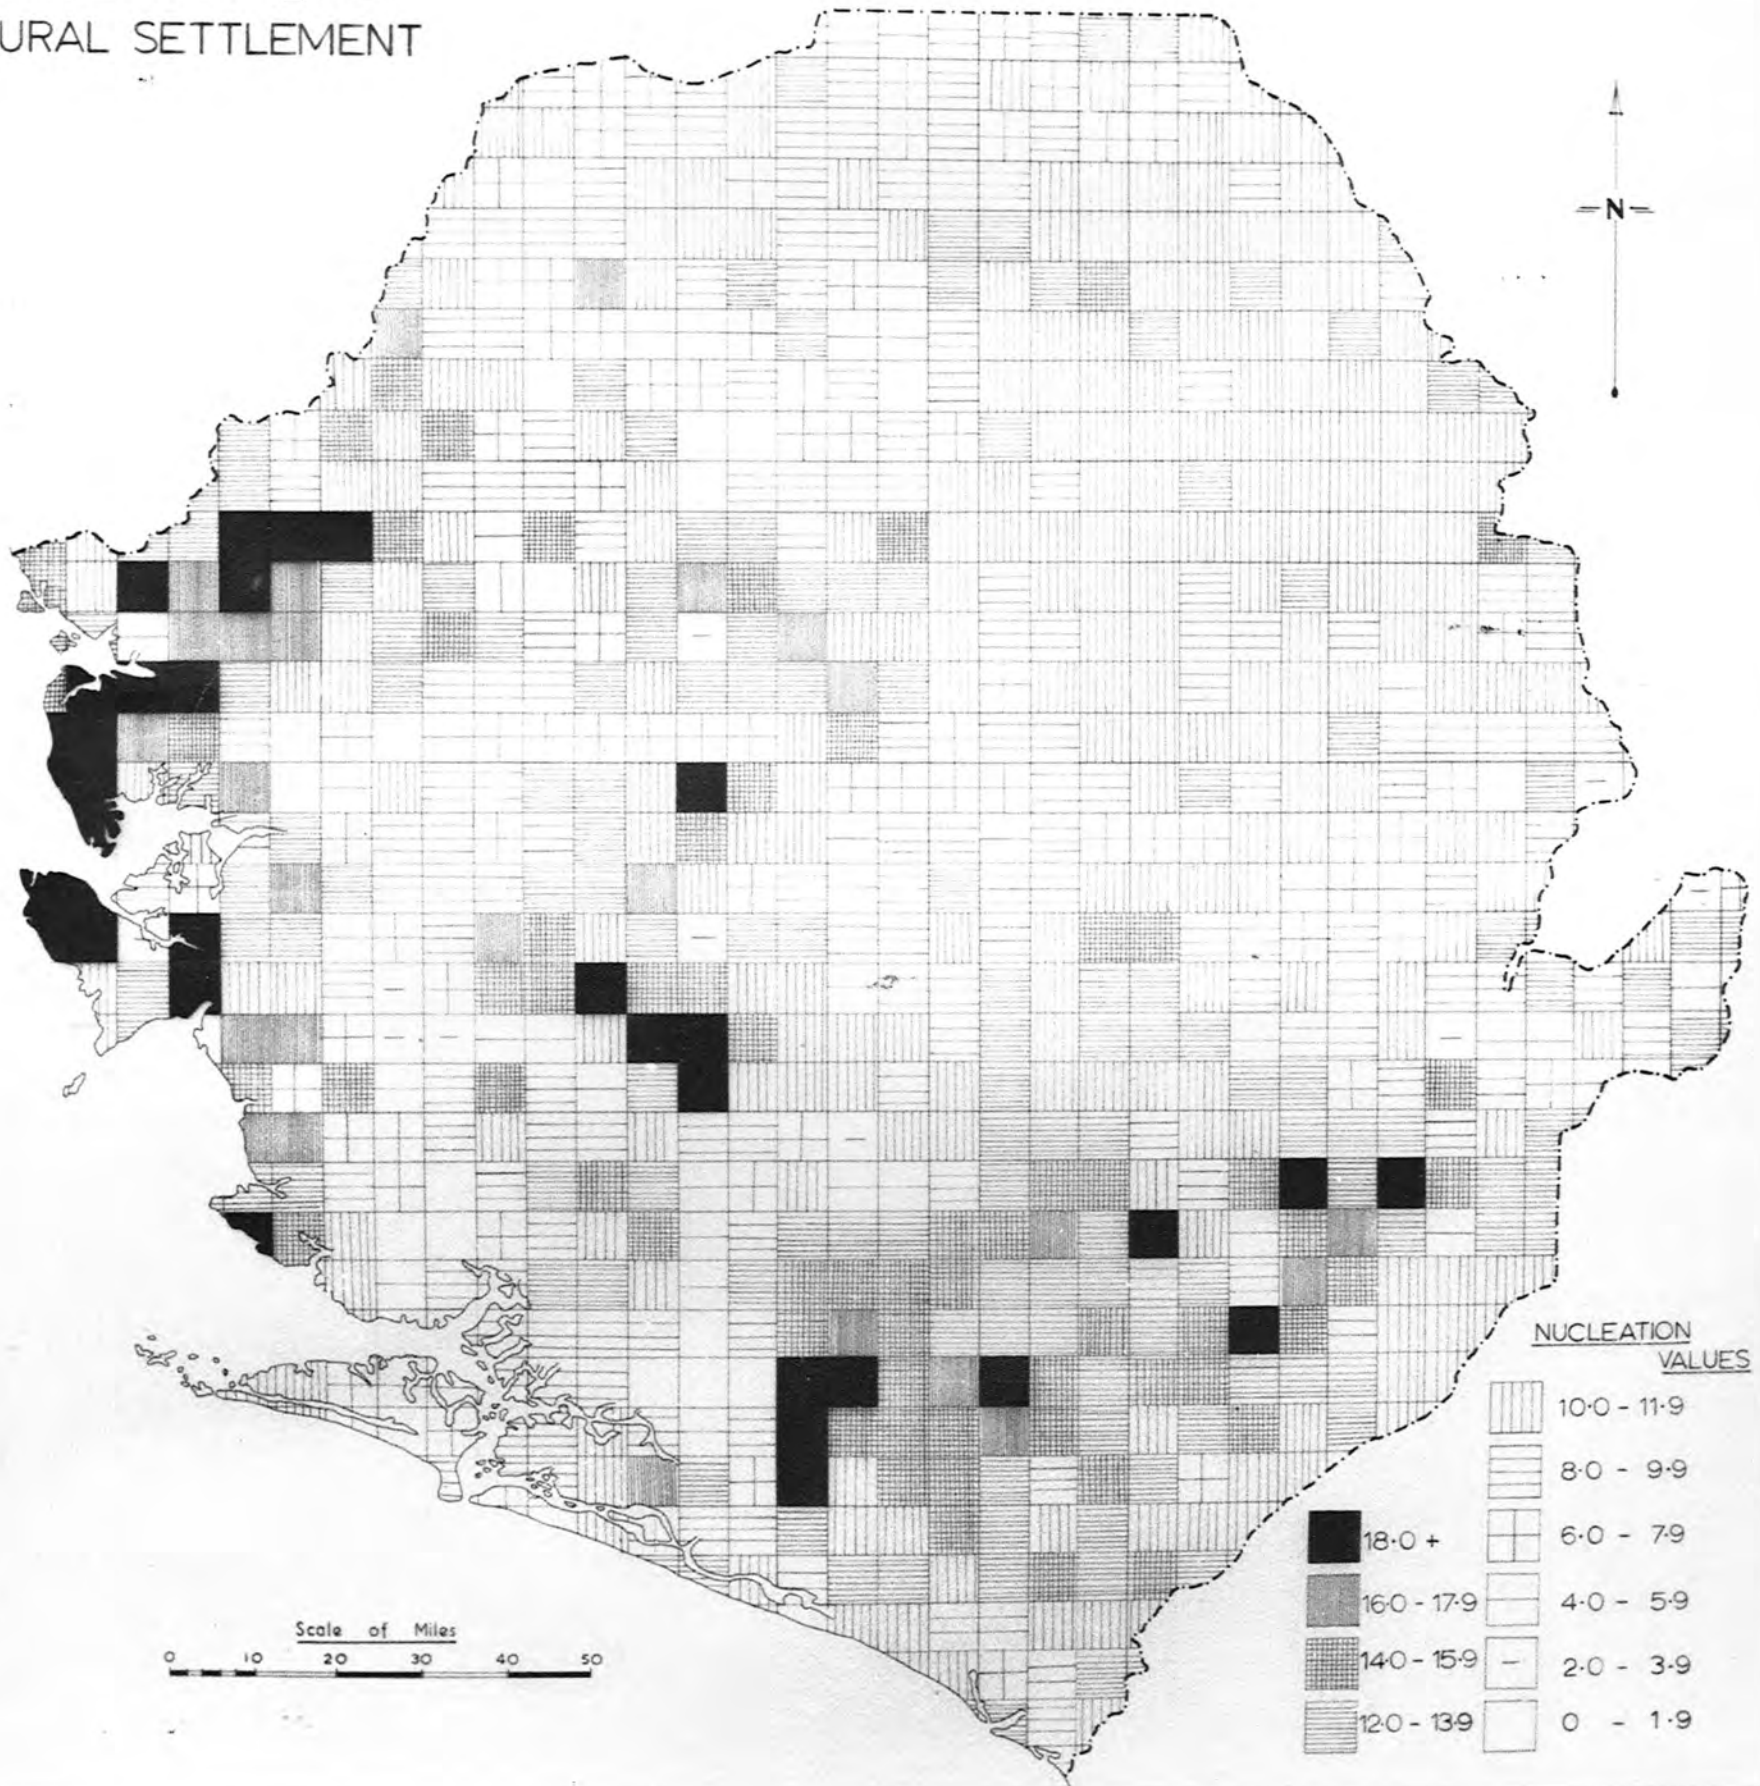 URAL SETTLEMENT
N
NUCLEATION
VALUES
10·0 - 11·9
8·0 - 9·9
6·0 - 7·9
4·0 - 5·9
2·0 - 3·9
0 - 1·9
18·0 +
16·0 - 17·9
14·0 - 15·9
12·0 - 13·9
Scale of Miles
0 10 20 30 40 50